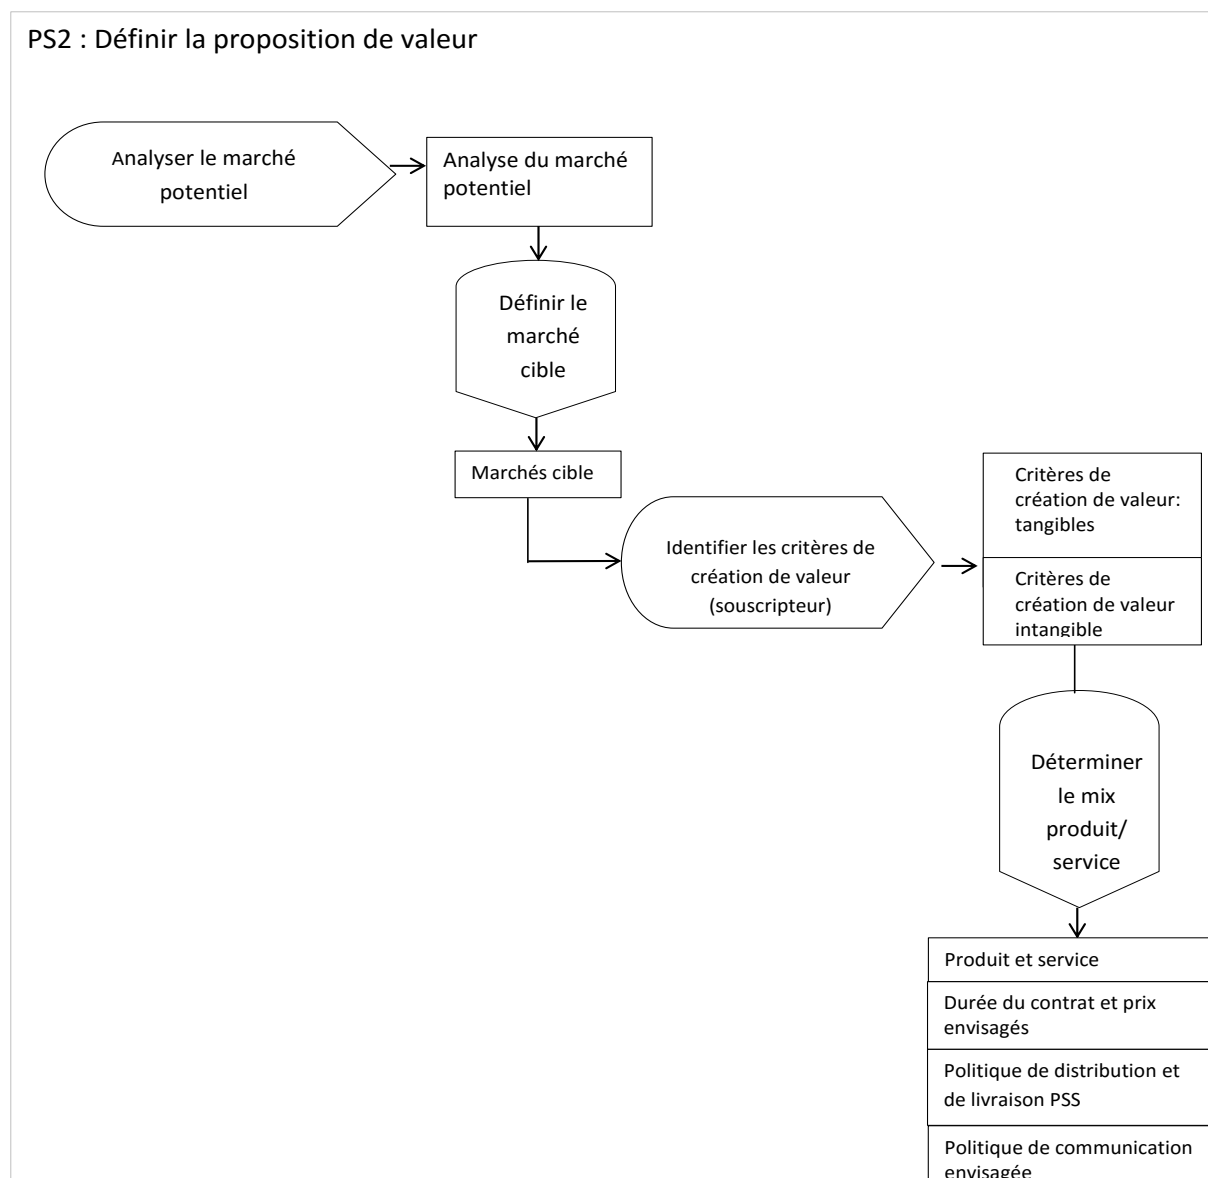 PS2 : Définir la proposition de valeur
Analyser le marché
potentiel
Analyse du marché
potentiel
Définir le
marché
cible
Marchés cible
Identifier les critères de
création de valeur
(souscripteur)
Critères de
création de valeur:
tangibles
Critères de
création de valeur
intangible
Déterminer
le mix
produit/
service
Produit et service
Durée du contrat et prix
envisagés
Politique de distribution et
de livraison PSS
Politique de communication
envisagée